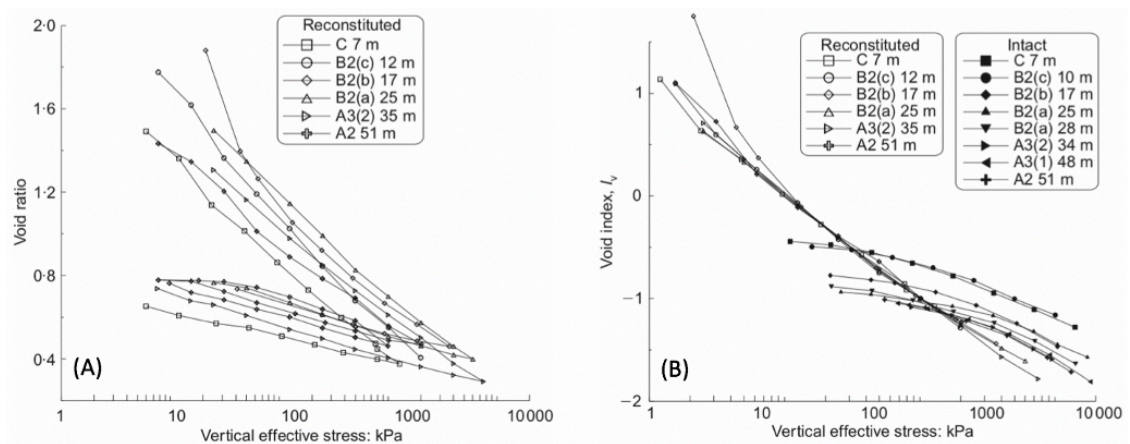 2·0
1·6
1·2
0·8
0·4
Void ratio
Reconstituted
C 7 m
B2(c) 12 m
B2(b) 17 m
B2(a) 25 m
A3(2) 35 m
A2 51 m
(A)
1 10 100 1000 10 000
Vertical effective stress: kPa
1
0
−1
−2
Void index, Iv
Reconstituted
C 7 m
B2(c) 12 m
B2(b) 17 m
B2(a) 25 m
A3(2) 35 m
A2 51 m
Intact
C 7 m
B2(c) 10 m
B2(b) 17 m
B2(a) 25 m
B2(a) 28 m
A3(2) 34 m
A3(1) 48 m
A2 51 m
(B)
1 10 100 1000 10 000
Vertical effective stress: kPa